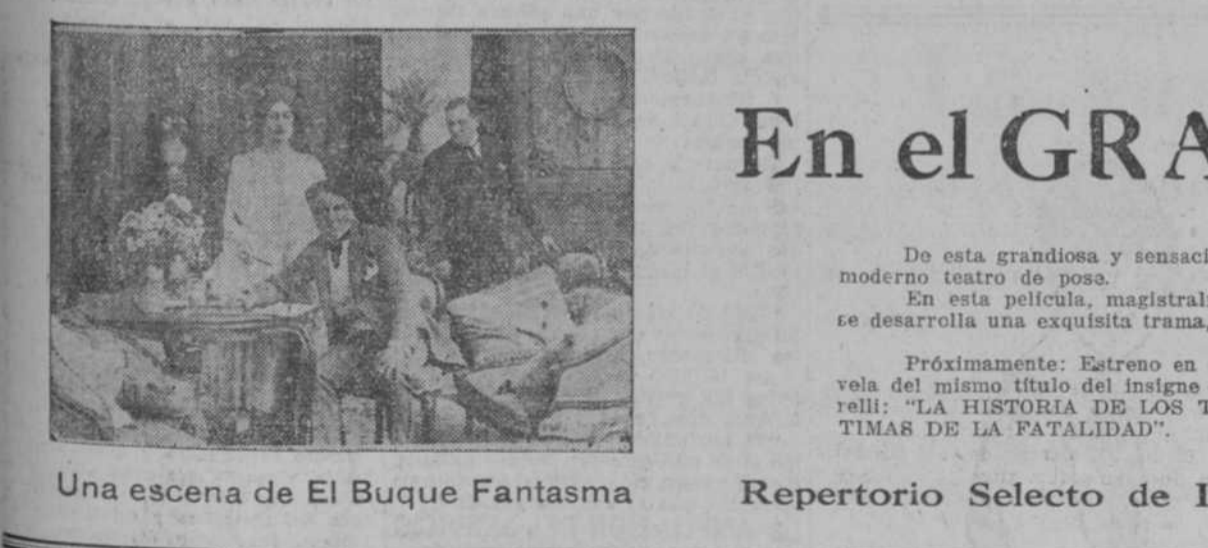 En el GRA
De esta grandiosa y sensaci
moderno teatro de pose.
En esta película, magistral
se desarrolla una exquisita trama,
Próximamente: Estreno en
vela del mismo título del insigne
relli: "LA HISTORIA DE LOS T
TIMAS DE LA FATALIDAD".
Una escena de El Buque Fantasma
Repertorio Selecto de